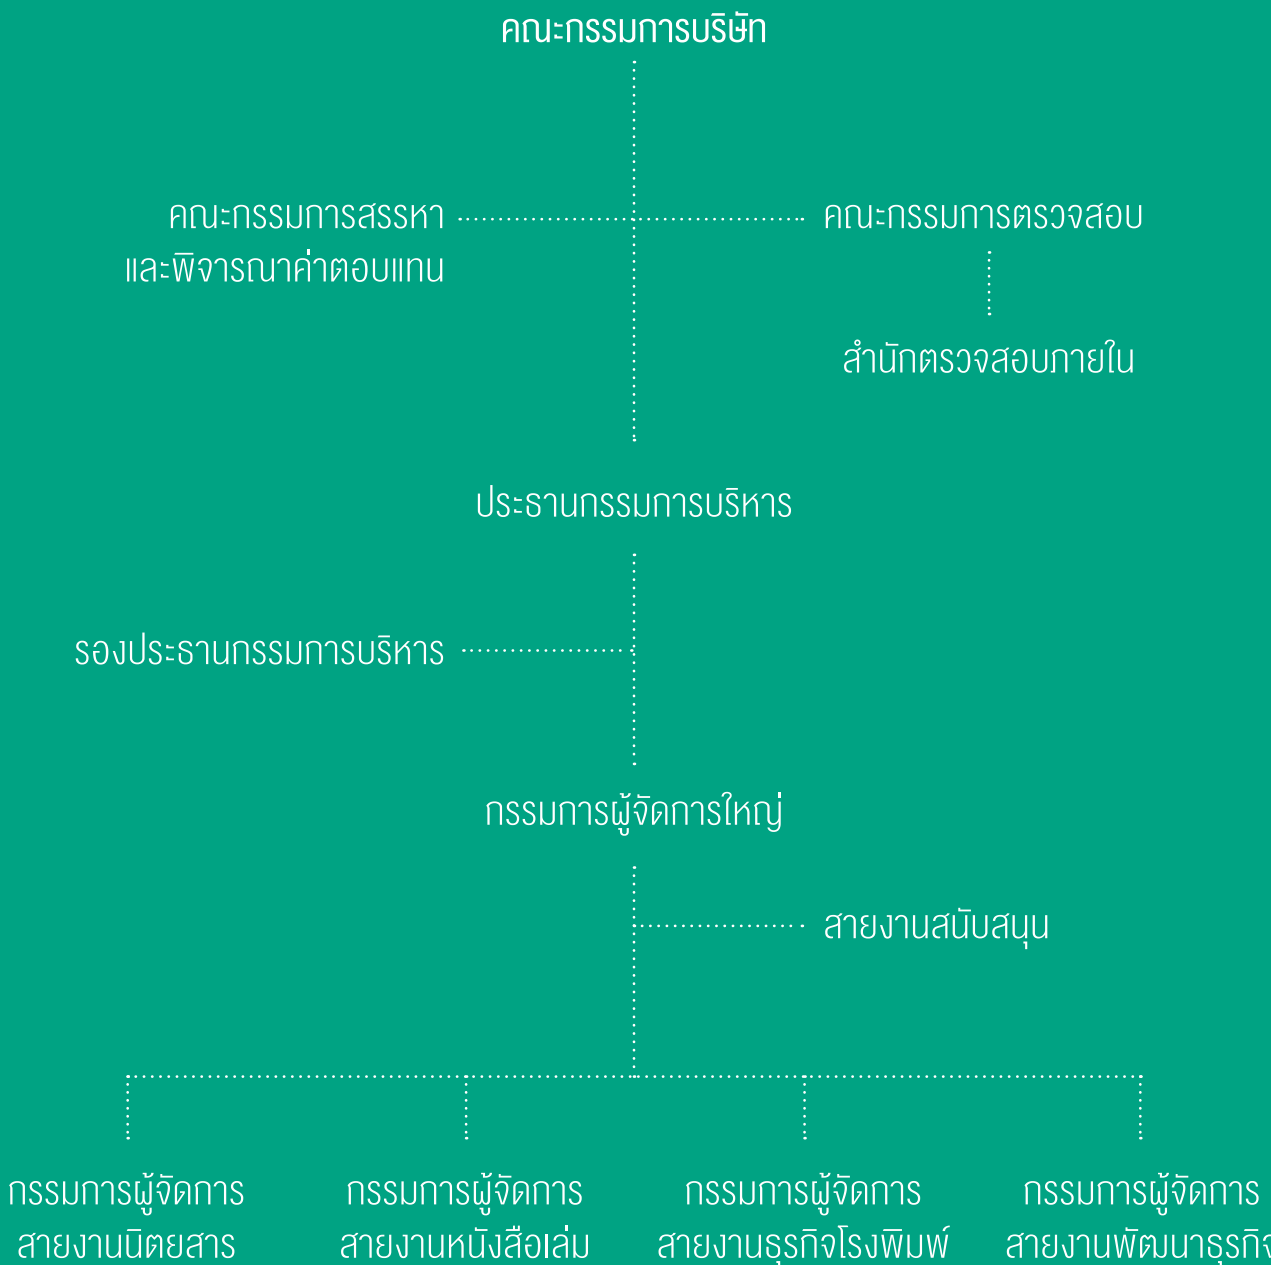 คณะกรรมการบริษัท
คณะกรรมการสรรหา
และพิจารณาค่าตอบแทน
คณะกรรมการตรวจสอบ
สำนักตรวจสอบภายใน
ประธานกรรมการบริหาร
รองประธานกรรมการบริหาร
กรรมการผู้จัดการใหญ่
สายงานสนับสนุน
กรรมการผู้จัดการ
สายงานนิตยสาร
กรรมการผู้จัดการ
สายงานหนังสือเล่ม
กรรมการผู้จัดการ
สายงานธุรกิจโรงพิมพ์
กรรมการผู้จัดการ
สายงานพัฒนาธุรกิจ